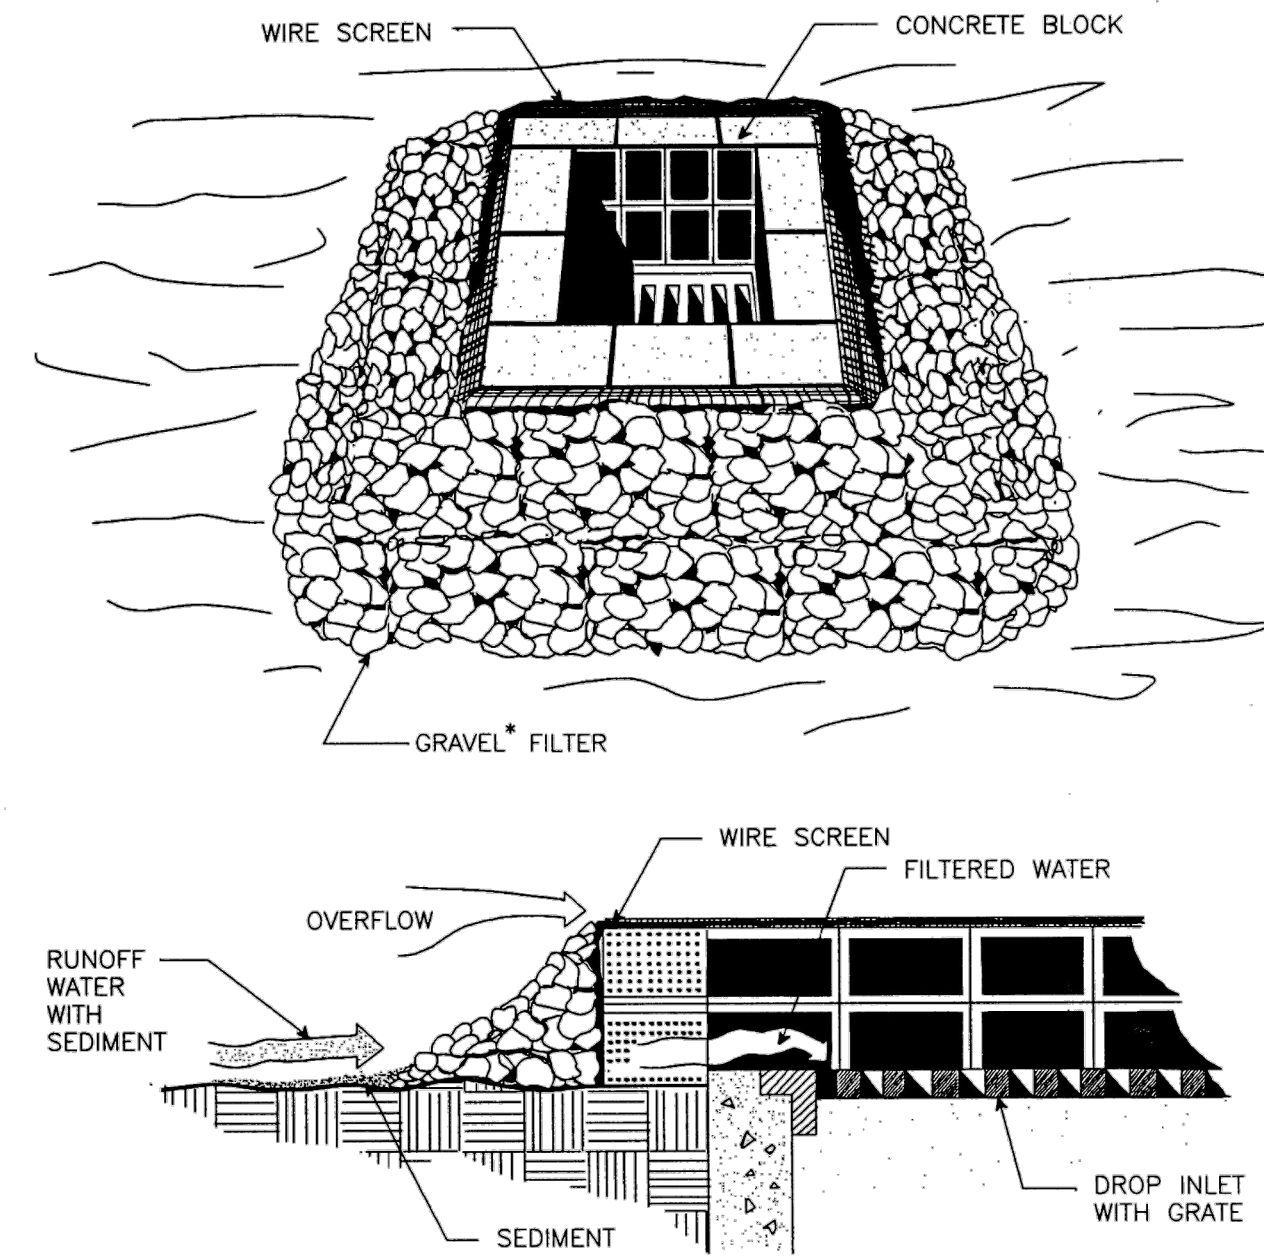 WIRE SCREEN
CONCRETE BLOCK
GRAVEL* FILTER
WIRE SCREEN
FILTERED WATER
OVERFLOW
RUNOFF
WATER
WITH
SEDIMENT
DROP INLET
WITH GRATE
SEDIMENT